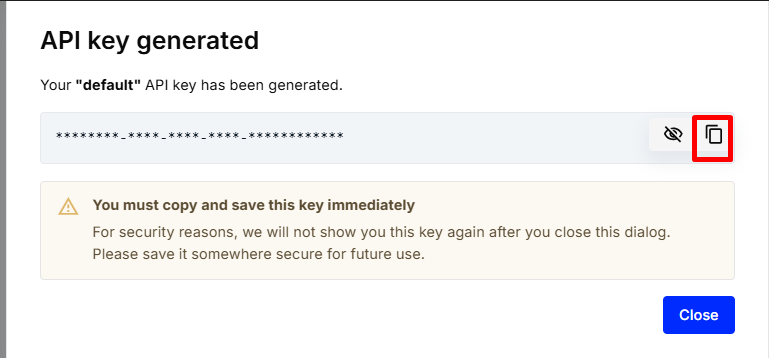 API key generated
Your "default" API key has been generated.
********-****-****-****-************
You must copy and save this key immediately
For security reasons, we will not show you this key again after you close this dialog.
Please save it somewhere secure for future use.
Close